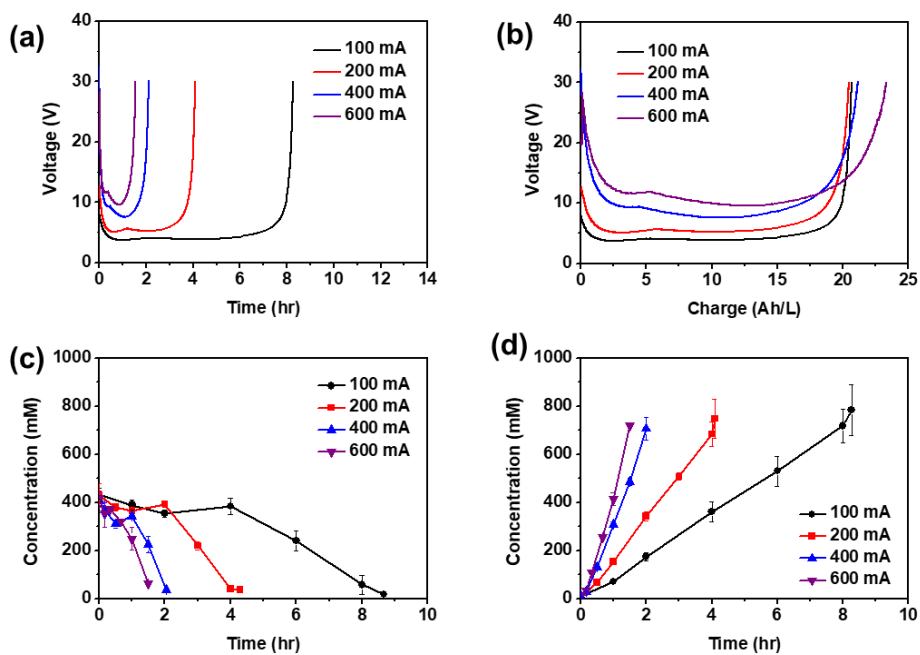 (a)
100 mA
200 mA
400 mA
600 mA
Voltage (V)
40
30
20
10
0
0 2 4 6 8 10 12 14
Time (hr)
(b)
100 mA
200 mA
400 mA
600 mA
Voltage (V)
40
30
20
10
0
0 5 10 15 20 25
Charge (Ah/L)
(c)
100 mA
200 mA
400 mA
600 mA
Concentration (mM)
1000
800
600
400
200
0
0 2 4 6 8 10
Time (hr)
(d)
100 mA
200 mA
400 mA
600 mA
Concentration (mM)
1000
800
600
400
200
0
0 2 4 6 8 10
Time (hr)